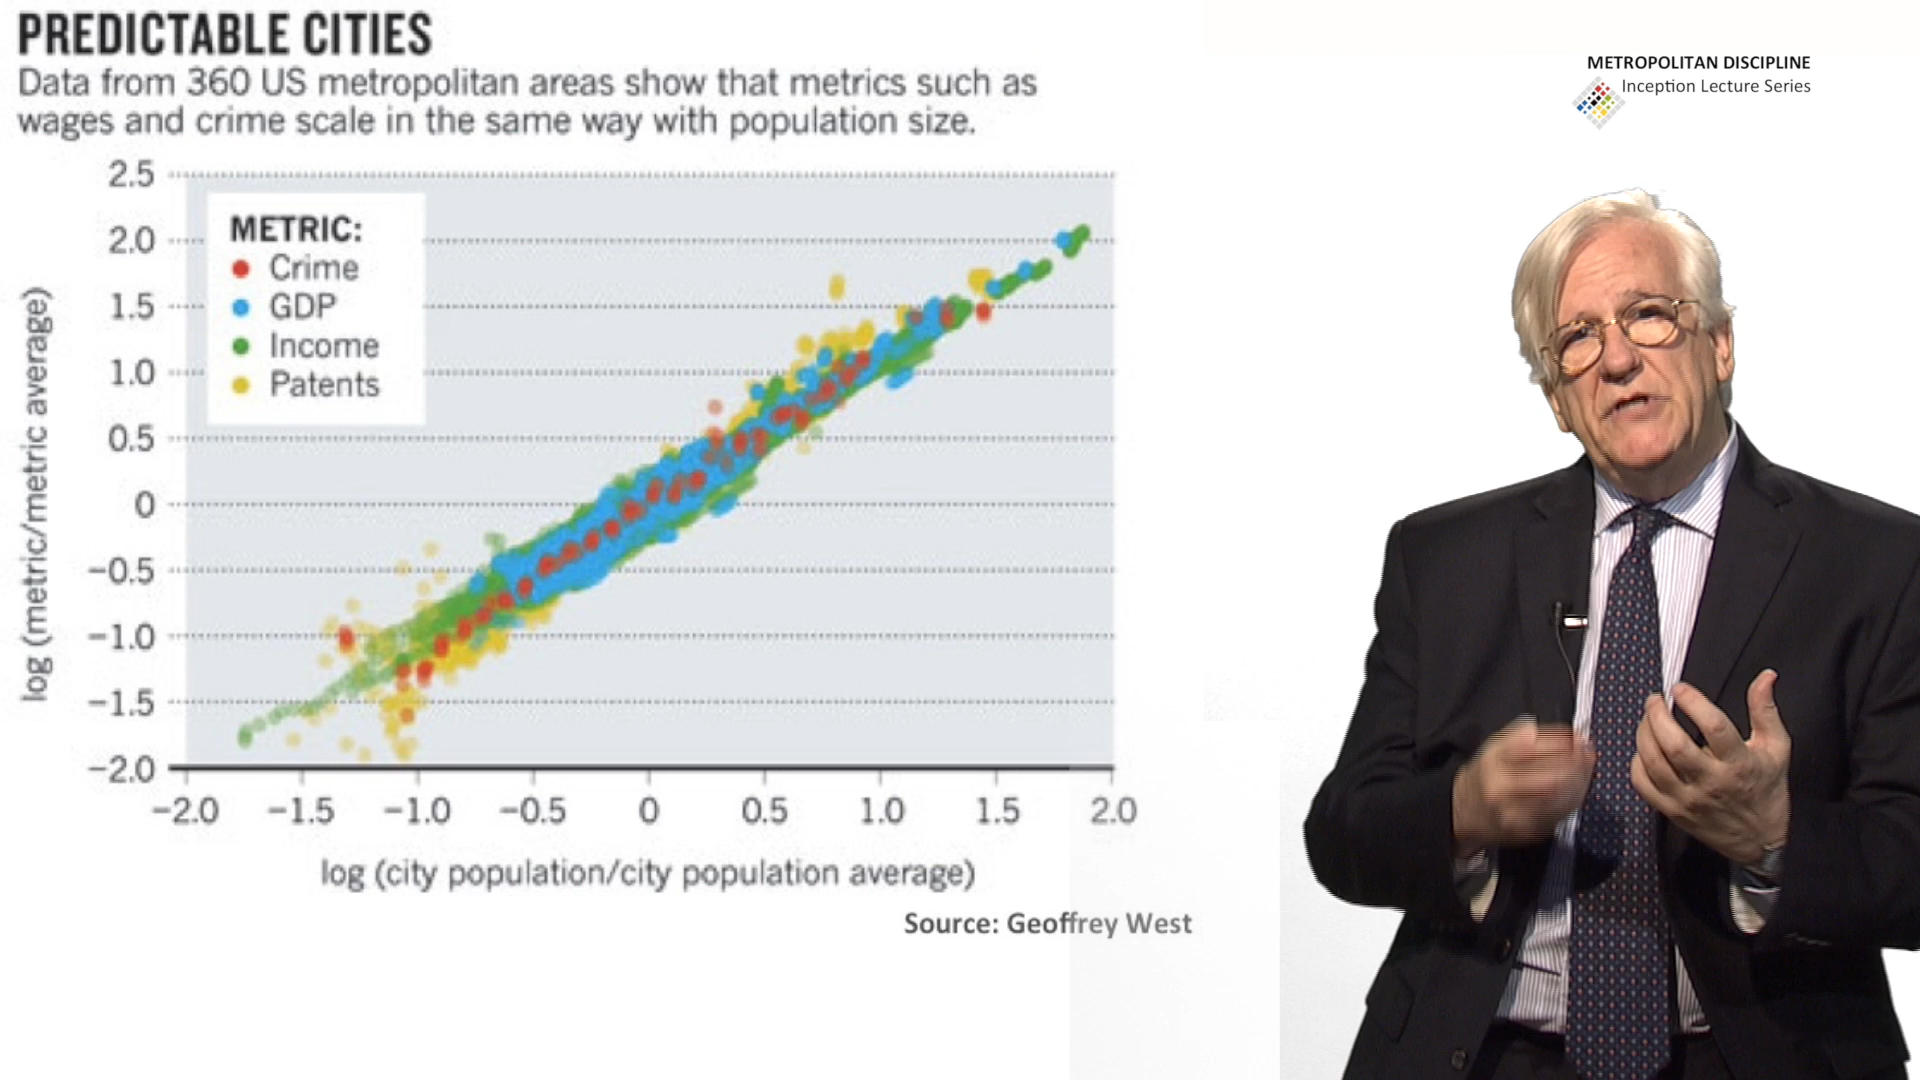 PREDICTABLE CITIES
Data from 360 US metropolitan areas show that metrics such as
wages and crime scale in the same way with population size.
METROPOLITAN DISCIPLINE
Inception Lecture Series
2.5
2.0
1.5
1.0
0.5
0
−0.5
−1.0
−1.5
−2.0
log (metric/metric average)
METRIC:
Crime
GDP
Income
Patents
−2.0 −1.5 −1.0 −0.5 0 0.5 1.0 1.5 2.0
log (city population/city population average)
Source: Geoffrey West